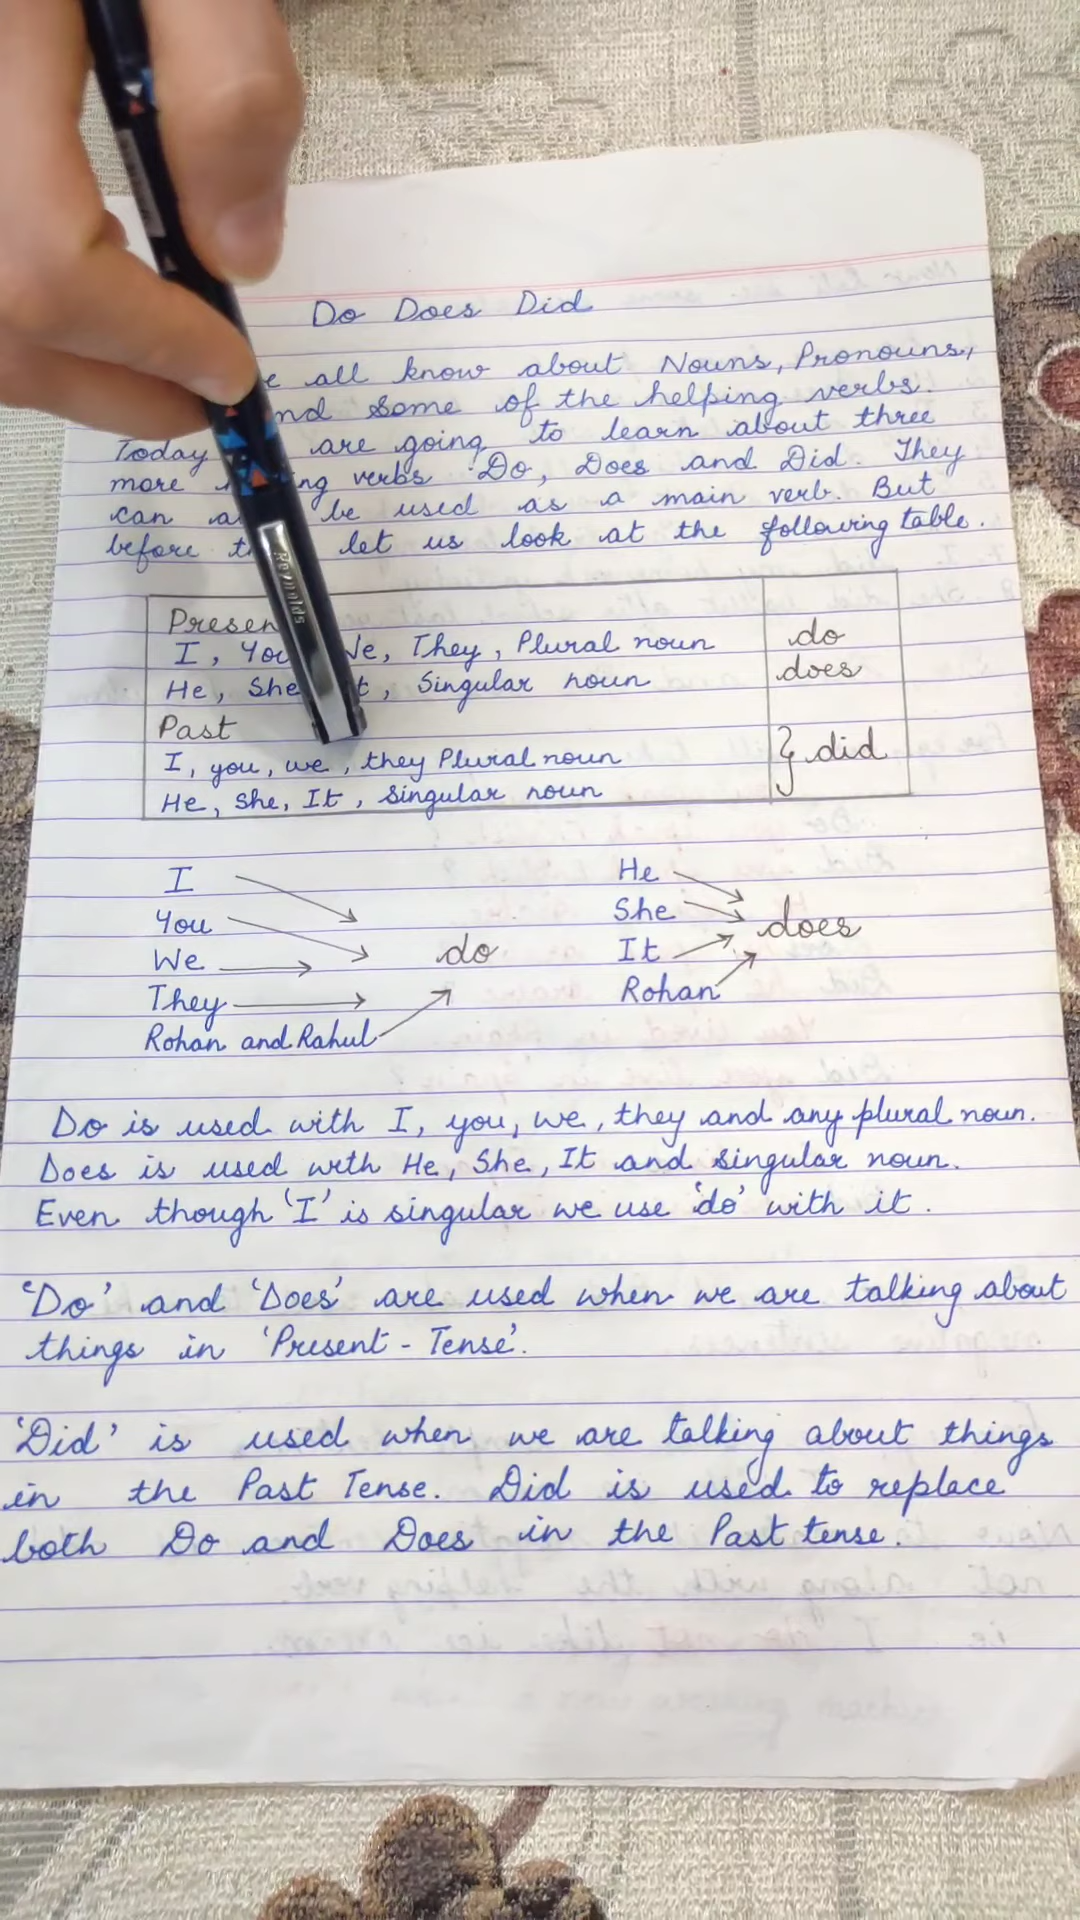 Do Does Did
all know about Nouns, Pronouns,
some of the helping verbs.
Today are going to learn about three
more verbs Do, Does and Did. They
can be used as a main verb. But
before let us look at the following table.
I, You, They, Plural noun do
He, She, Singular noun does
Past
I, you, we, they Plural noun } did
He, She, It, singular noun
I
You
We
They
Rohan and Rahul
do
He
She
It
Rohan
does
Do is used with I, you, we, they and any plural noun.
Does is used with He, She, It and singular noun.
Even though 'I' is singular we use 'do' with it.
'Do' and 'Does' are used when we are talking about
things in 'Present - Tense'.
'Did' is used when we are talking about things
in the Past Tense. Did is used to replace
both Do and Does in the Past tense.
Reynolds